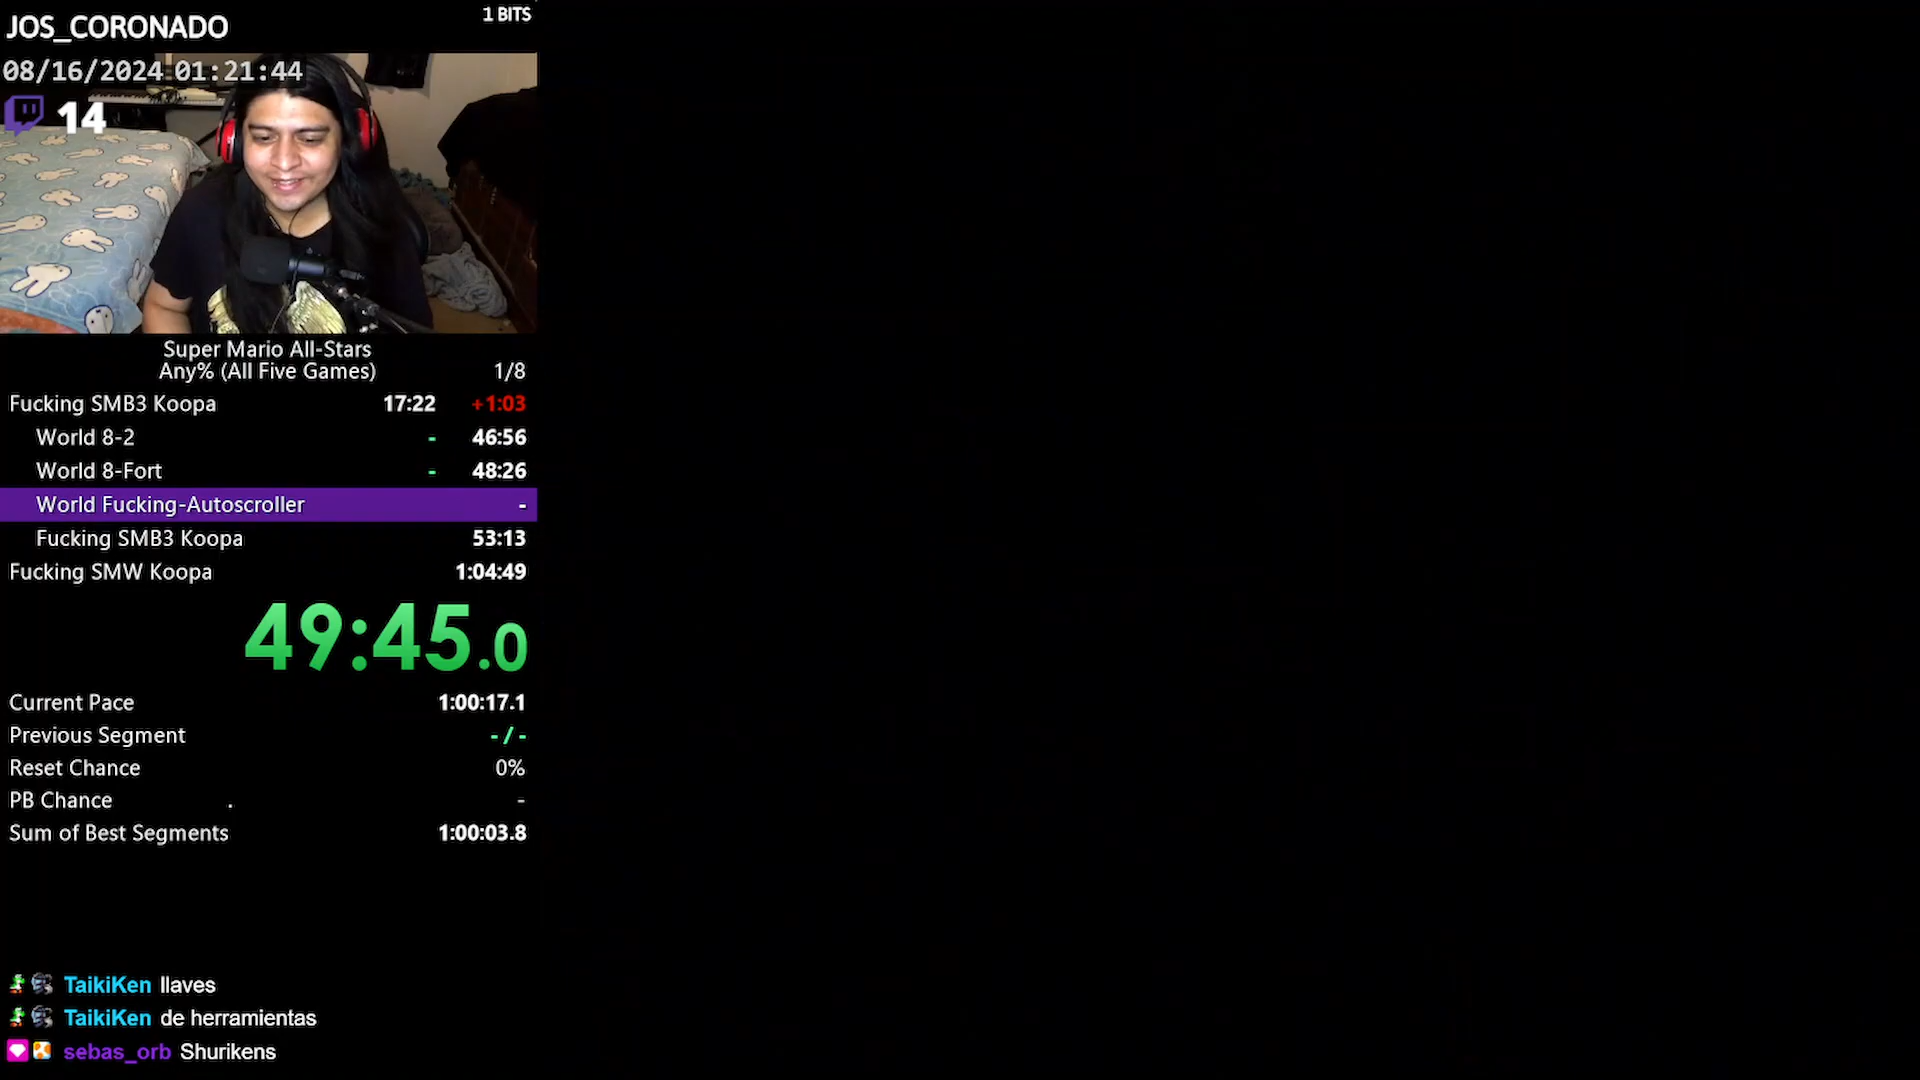 JOS_CORONADO
1 BITS
08/16/2024 01:21:44
14
Super Mario All-Stars
Any% (All Five Games) 1/8
Fucking SMB3 Koopa 17:22 +1:03
World 8-2 - 46:56
World 8-Fort - 48:26
World Fucking-Autoscroller -
Fucking SMB3 Koopa 53:13
Fucking SMW Koopa 1:04:49
49:45.0
Current Pace 1:00:17.1
Previous Segment - / -
Reset Chance 0%
PB Chance . -
Sum of Best Segments 1:00:03.8
TaikiKen llaves
TaikiKen de herramientas
sebas_orb Shurikens